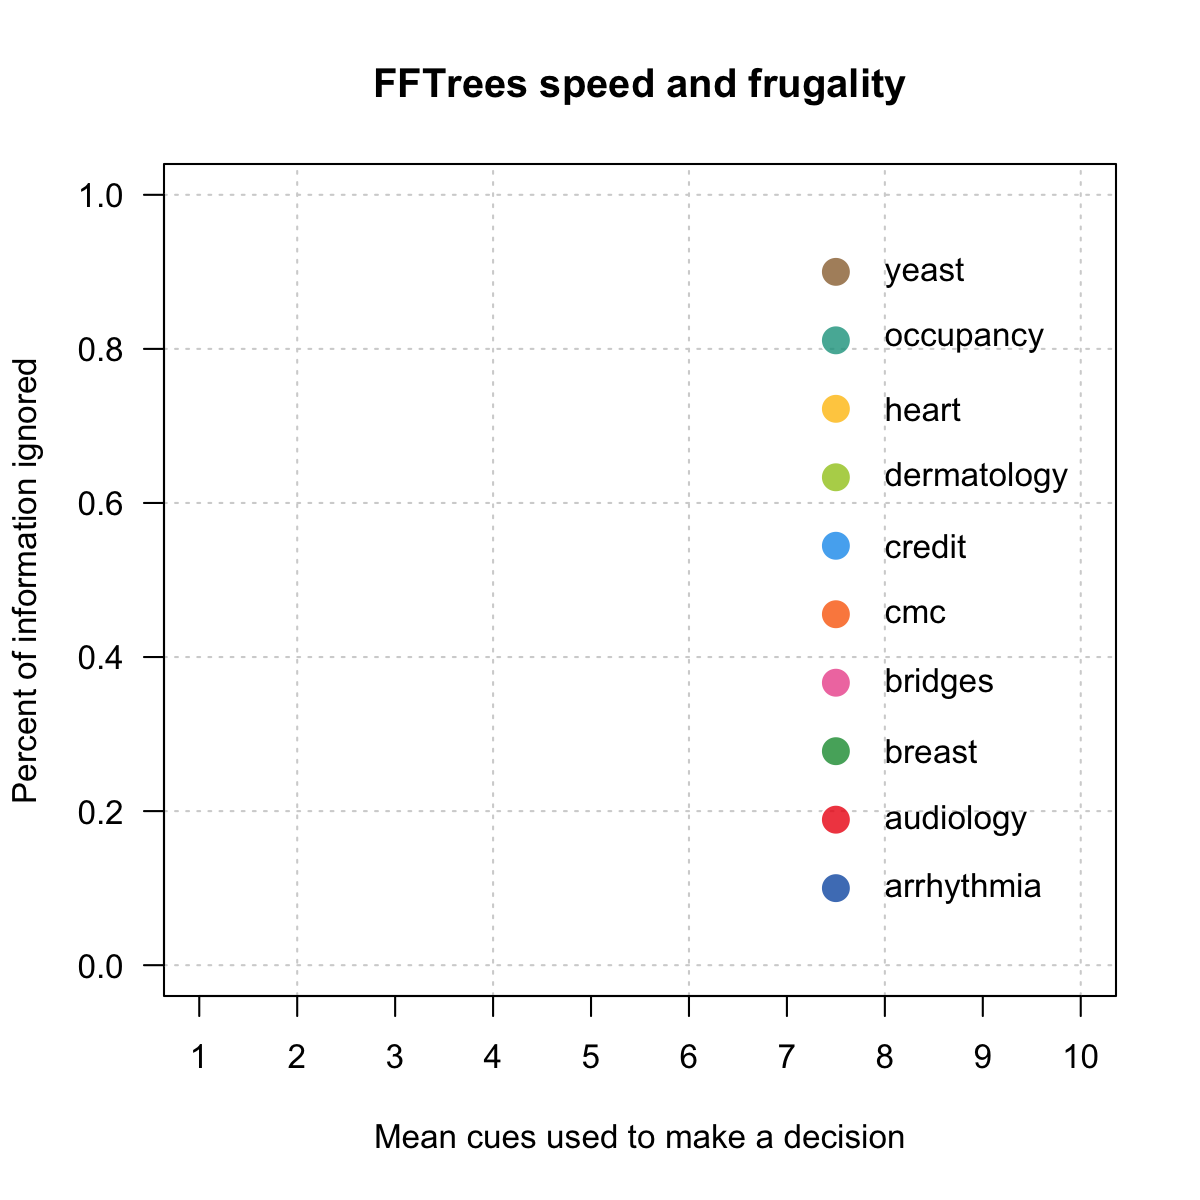 FFTrees speed and frugality
Percent of information ignored
1.0
0.8
0.6
0.4
0.2
0.0
yeast
occupancy
heart
dermatology
credit
cmc
bridges
breast
audiology
arrhythmia
1 2 3 4 5 6 7 8 9 10
Mean cues used to make a decision